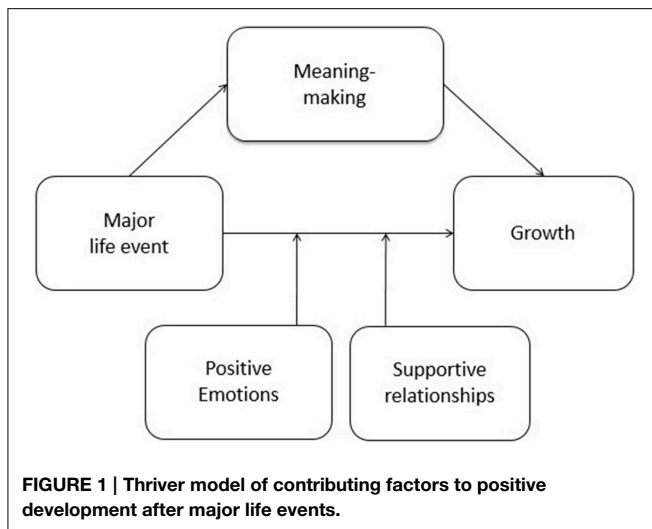 Meaning-
making
Major
life event
Growth
Positive
Emotions
Supportive
relationships
FIGURE 1 | Thriver model of contributing factors to positive
development after major life events.